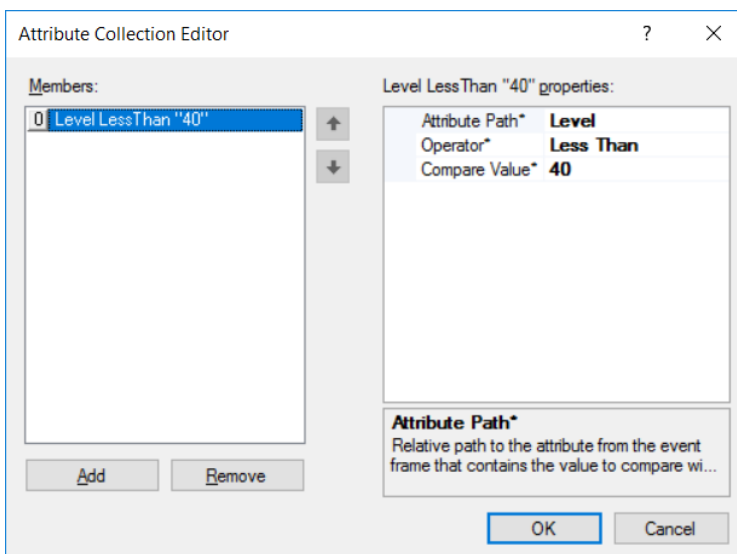 Attribute Collection Editor
?
Members:
0 Level LessThan "40"
Add
Remove
Level LessThan "40" properties:
Attribute Path* Level
Operator* Less Than
Compare Value* 40
Attribute Path*
Relative path to the attribute from the event
frame that contains the value to compare wi...
OK
Cancel